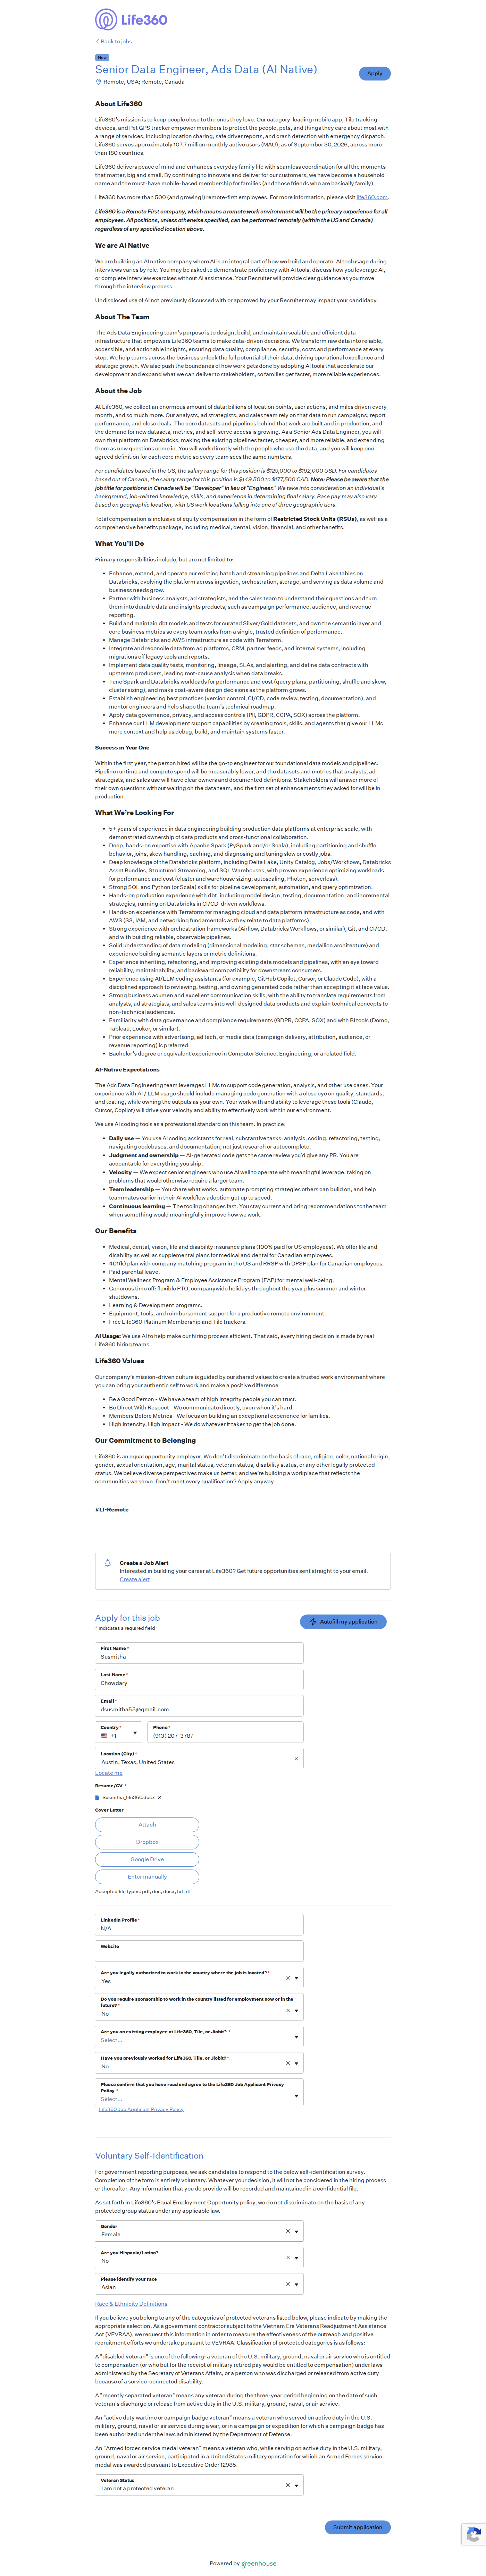 Life360
Back to jobs
New
Senior Data Engineer, Ads Data (AI Native)
Apply
Remote, USA; Remote, Canada
About Life360
Life360's mission is to keep people close to the ones they love. Our category-leading mobile app, Tile tracking
devices, and Pet GPS tracker empower members to protect the people, pets, and things they care about most with
a range of services, including location sharing, safe driver reports, and crash detection with emergency dispatch.
Life360 serves approximately 107.7 million monthly active users (MAU), as of September 30, 2026, across more
than 180 countries.
Life360 delivers peace of mind and enhances everyday family life with seamless coordination for all the moments
that matter, big and small. By continuing to innovate and deliver for our customers, we have become a household
name and the must-have mobile-based membership for families (and those friends who are basically family).
Life360 has more than 500 (and growing!) remote-first employees. For more information, please visit life360.com.
Life360 is a Remote First company, which means a remote work environment will be the primary experience for all
employees. All positions, unless otherwise specified, can be performed remotely (within the US and Canada)
regardless of any specified location above.
We are AI Native
We are building an AI native company where AI is an integral part of how we build and operate. AI tool usage during
interviews varies by role. You may be asked to demonstrate proficiency with AI tools, discuss how you leverage AI,
or complete interview exercises without AI assistance. Your Recruiter will provide clear guidance as you move
through the interview process.
Undisclosed use of AI not previously discussed with or approved by your Recruiter may impact your candidacy.
About The Team
The Ads Data Engineering team's purpose is to design, build, and maintain scalable and efficient data
infrastructure that empowers Life360 teams to make data-driven decisions. We transform raw data into reliable,
accessible, and actionable insights, ensuring data quality, compliance, security, costs and performance at every
step. We help teams across the business unlock the full potential of their data, driving operational excellence and
strategic growth. We also push the boundaries of how work gets done by adopting AI tools that accelerate our
development and expand what we can deliver to stakeholders, so families get faster, more reliable experiences.
About the Job
At Life360, we collect an enormous amount of data: billions of location points, user actions, and miles driven every
month, and so much more. Our analysts, ad strategists, and sales team rely on that data to run campaigns, report
performance, and close deals. The core datasets and pipelines behind that work are built and in production, and
the demand for new datasets, metrics, and self-serve access is growing. As a Senior Ads Data Engineer, you will
own that platform on Databricks: making the existing pipelines faster, cheaper, and more reliable, and extending
them as new questions come in. You will work directly with the people who use the data, and you will keep one
agreed definition for each core metric so every team sees the same numbers.
For candidates based in the US, the salary range for this position is $129,000 to $192,000 USD. For candidates
based out of Canada, the salary range for this position is $149,500 to $177,500 CAD. Note: Please be aware that the
job title for positions in Canada will be "Developer" in lieu of "Engineer." We take into consideration an individual's
background, job-related knowledge, skills, and experience in determining final salary. Base pay may also vary
based on geographic location, with US work locations falling into one of three geographic tiers.
Total compensation is inclusive of equity compensation in the form of Restricted Stock Units (RSUs), as well as a
comprehensive benefits package, including medical, dental, vision, financial, and other benefits.
What You'll Do
Primary responsibilities include, but are not limited to:
• Enhance, extend, and operate our existing batch and streaming pipelines and Delta Lake tables on
Databricks, evolving the platform across ingestion, orchestration, storage, and serving as data volume and
business needs grow.
• Partner with business analysts, ad strategists, and the sales team to understand their questions and turn
them into durable data and insights products, such as campaign performance, audience, and revenue
reporting.
• Build and maintain dbt models and tests for curated Silver/Gold datasets, and own the semantic layer and
core business metrics so every team works from a single, trusted definition of performance.
• Manage Databricks and AWS infrastructure as code with Terraform.
• Integrate and reconcile data from ad platforms, CRM, partner feeds, and internal systems, including
migrations off legacy tools and reports.
• Implement data quality tests, monitoring, lineage, SLAs, and alerting, and define data contracts with
upstream producers, leading root-cause analysis when data breaks.
• Tune Spark and Databricks workloads for performance and cost (query plans, partitioning, shuffle and skew,
cluster sizing), and make cost-aware design decisions as the platform grows.
• Establish engineering best practices (version control, CI/CD, code review, testing, documentation), and
mentor engineers and help shape the team's technical roadmap.
• Apply data governance, privacy, and access controls (PII, GDPR, CCPA, SOX) across the platform.
• Enhance our LLM development support capabilities by creating tools, skills, and agents that give our LLMs
more context and help us debug, build, and maintain systems faster.
Success in Year One
Within the first year, the person hired will be the go-to engineer for our foundational data models and pipelines.
Pipeline runtime and compute spend will be measurably lower, and the datasets and metrics that analysts, ad
strategists, and sales use will have clear owners and documented definitions. Stakeholders will answer more of
their own questions without waiting on the data team, and the first set of enhancements they asked for will be in
production.
What We're Looking For
• 5+ years of experience in data engineering building production data platforms at enterprise scale, with
demonstrated ownership of data products and cross-functional collaboration.
• Deep, hands-on expertise with Apache Spark (PySpark and/or Scala), including partitioning and shuffle
behavior, joins, skew handling, caching, and diagnosing and tuning slow or costly jobs.
• Deep knowledge of the Databricks platform, including Delta Lake, Unity Catalog, Jobs/Workflows, Databricks
Asset Bundles, Structured Streaming, and SQL Warehouses, with proven experience optimizing workloads
for performance and cost (cluster and warehouse sizing, autoscaling, Photon, serverless).
• Strong SQL and Python (or Scala) skills for pipeline development, automation, and query optimization.
• Hands-on production experience with dbt, including model design, testing, documentation, and incremental
strategies, running on Databricks in CI/CD-driven workflows.
• Hands-on experience with Terraform for managing cloud and data platform infrastructure as code, and with
AWS (S3, IAM, and networking fundamentals as they relate to data platforms).
• Strong experience with orchestration frameworks (Airflow, Databricks Workflows, or similar), Git, and CI/CD,
and with building reliable, observable pipelines.
• Solid understanding of data modeling (dimensional modeling, star schemas, medallion architecture) and
experience building semantic layers or metric definitions.
• Experience inheriting, refactoring, and improving existing data models and pipelines, with an eye toward
reliability, maintainability, and backward compatibility for downstream consumers.
• Experience using AI/LLM coding assistants (for example, GitHub Copilot, Cursor, or Claude Code), with a
disciplined approach to reviewing, testing, and owning generated code rather than accepting it at face value.
• Strong business acumen and excellent communication skills, with the ability to translate requirements from
analysts, ad strategists, and sales teams into well-designed data products and explain technical concepts to
non-technical audiences.
• Familiarity with data governance and compliance requirements (GDPR, CCPA, SOX) and with BI tools (Domo,
Tableau, Looker, or similar).
• Prior experience with advertising, ad tech, or media data (campaign delivery, attribution, audience, or
revenue reporting) is preferred.
• Bachelor's degree or equivalent experience in Computer Science, Engineering, or a related field.
AI-Native Expectations
The Ads Data Engineering team leverages LLMs to support code generation, analysis, and other use cases. Your
experience with AI / LLM usage should include managing code generation with a close eye on quality, standards,
and testing, while owning the outputs as your own. Your work with and ability to leverage these tools (Claude,
Cursor, Copilot) will drive your velocity and ability to effectively work within our environment.
We use AI coding tools as a professional standard on this team. In practice:
• Daily use — You use AI coding assistants for real, substantive tasks: analysis, coding, refactoring, testing,
navigating codebases, and documentation, not just research or autocomplete.
• Judgment and ownership — AI-generated code gets the same review you'd give any PR. You are
accountable for everything you ship.
• Velocity — We expect senior engineers who use AI well to operate with meaningful leverage, taking on
problems that would otherwise require a larger team.
• Team leadership — You share what works, automate prompting strategies others can build on, and help
teammates earlier in their AI workflow adoption get up to speed.
• Continuous learning — The tooling changes fast. You stay current and bring recommendations to the team
when something would meaningfully improve how we work.
Our Benefits
• Medical, dental, vision, life and disability insurance plans (100% paid for US employees). We offer life and
disability as well as supplemental plans for medical and dental for Canadian employees.
• 401(k) plan with company matching program in the US and RRSP with DPSP plan for Canadian employees.
• Paid parental leave.
• Mental Wellness Program & Employee Assistance Program (EAP) for mental well-being.
• Generous time off: flexible PTO, companywide holidays throughout the year plus summer and winter
shutdowns.
• Learning & Development programs.
• Equipment, tools, and reimbursement support for a productive remote environment.
• Free Life360 Platinum Membership and Tile trackers.
AI Usage: We use AI to help make our hiring process efficient. That said, every hiring decision is made by real
Life360 hiring teams
Life360 Values
Our company's mission-driven culture is guided by our shared values to create a trusted work environment where
you can bring your authentic self to work and make a positive difference
• Be a Good Person - We have a team of high integrity people you can trust.
• Be Direct With Respect - We communicate directly, even when it's hard.
• Members Before Metrics - We focus on building an exceptional experience for families.
• High Intensity, High Impact - We do whatever it takes to get the job done.
Our Commitment to Belonging
Life360 is an equal opportunity employer. We don't discriminate on the basis of race, religion, color, national origin,
gender, sexual orientation, age, marital status, veteran status, disability status, or any other legally protected
status. We believe diverse perspectives make us better, and we're building a workplace that reflects the
communities we serve. Don't meet every qualification? Apply anyway.
#LI-Remote
Create a Job Alert
Interested in building your career at Life360? Get future opportunities sent straight to your email.
Create alert
Apply for this job
Autofill my application
* indicates a required field
First Name *
Susmitha
Last Name *
Chowdary
Email *
dsusmitha55@gmail.com
Country *
+1
Phone *
(913) 207-3787
Location (City) *
Austin, Texas, United States
Locate me
Resume/CV *
Susmitha_life360.docx
Cover Letter
Attach
Dropbox
Google Drive
Enter manually
Accepted file types: pdf, doc, docx, txt, rtf
LinkedIn Profile *
N/A
Website
Are you legally authorized to work in the country where the job is located? *
Yes
Do you require sponsorship to work in the country listed for employment now or in the
future? *
No
Are you an existing employee at Life360, Tile, or Jiobit? *
Select...
Have you previously worked for Life360, Tile, or Jiobit? *
No
Please confirm that you have read and agree to the Life360 Job Applicant Privacy
Policy. *
Select...
Life360 Job Applicant Privacy Policy
Voluntary Self-Identification
For government reporting purposes, we ask candidates to respond to the below self-identification survey.
Completion of the form is entirely voluntary. Whatever your decision, it will not be considered in the hiring process
or thereafter. Any information that you do provide will be recorded and maintained in a confidential file.
As set forth in Life360's Equal Employment Opportunity policy, we do not discriminate on the basis of any
protected group status under any applicable law.
Gender
Female
Are you Hispanic/Latino?
No
Please identify your race
Asian
Race & Ethnicity Definitions
If you believe you belong to any of the categories of protected veterans listed below, please indicate by making the
appropriate selection. As a government contractor subject to the Vietnam Era Veterans Readjustment Assistance
Act (VEVRAA), we request this information in order to measure the effectiveness of the outreach and positive
recruitment efforts we undertake pursuant to VEVRAA. Classification of protected categories is as follows:
A "disabled veteran" is one of the following: a veteran of the U.S. military, ground, naval or air service who is entitled
to compensation (or who but for the receipt of military retired pay would be entitled to compensation) under laws
administered by the Secretary of Veterans Affairs; or a person who was discharged or released from active duty
because of a service-connected disability.
A "recently separated veteran" means any veteran during the three-year period beginning on the date of such
veteran's discharge or release from active duty in the U.S. military, ground, naval, or air service.
An "active duty wartime or campaign badge veteran" means a veteran who served on active duty in the U.S.
military, ground, naval or air service during a war, or in a campaign or expedition for which a campaign badge has
been authorized under the laws administered by the Department of Defense.
An "Armed forces service medal veteran" means a veteran who, while serving on active duty in the U.S. military,
ground, naval or air service, participated in a United States military operation for which an Armed Forces service
medal was awarded pursuant to Executive Order 12985.
Veteran Status
I am not a protected veteran
Submit application
Powered by greenhouse